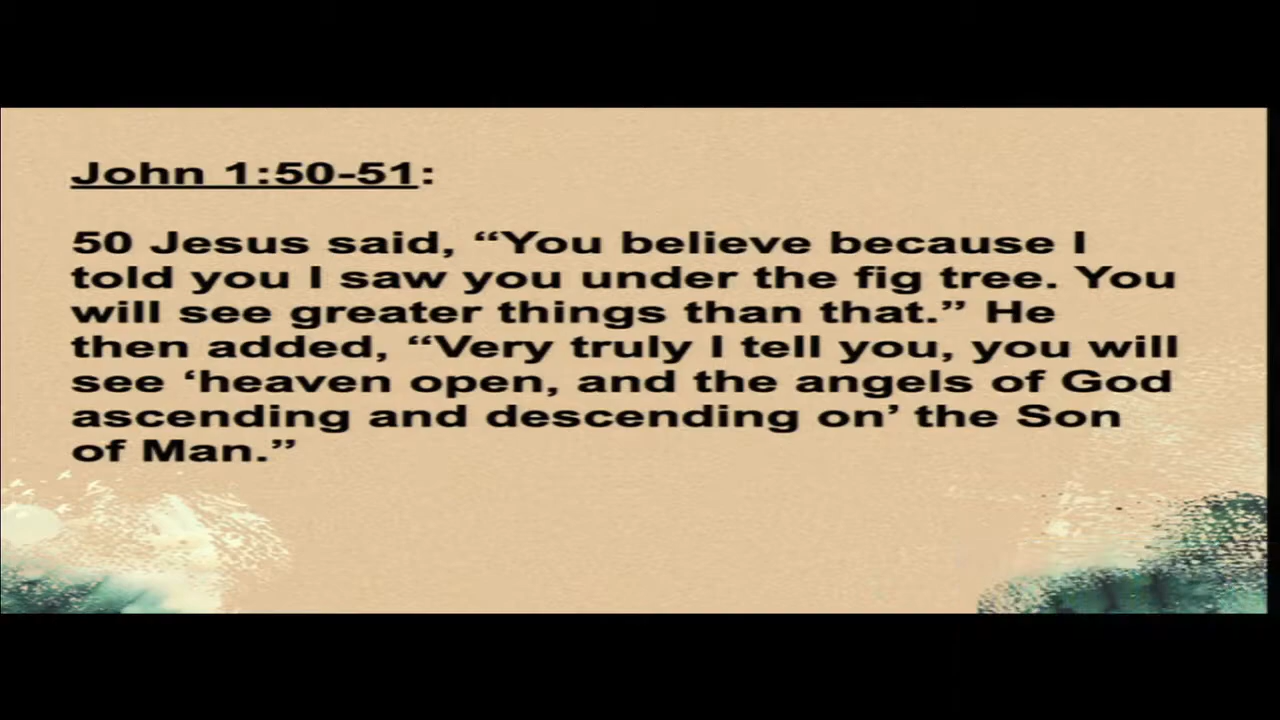 John 1:50-51:
50 Jesus said, “You believe because I
told you I saw you under the fig tree. You
will see greater things than that.” He
then added, “Very truly I tell you, you will
see ‘heaven open, and the angels of God
ascending and descending on’ the Son
of Man.”